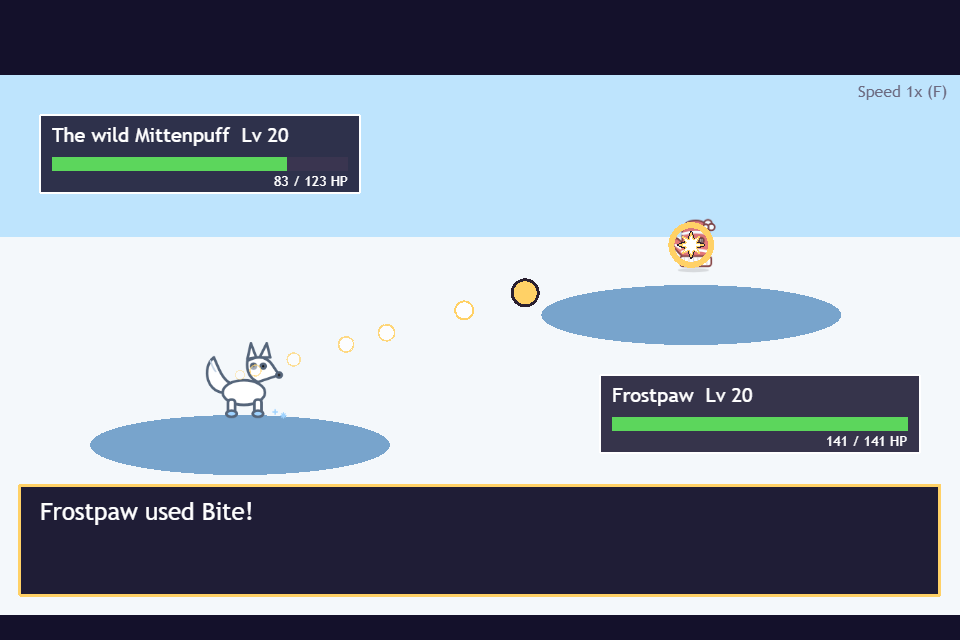 Speed 1x (F)
The wild Mittenpuff Lv 20
83 / 123 HP
Frostpaw Lv 20
141 / 141 HP
Frostpaw used Bite!